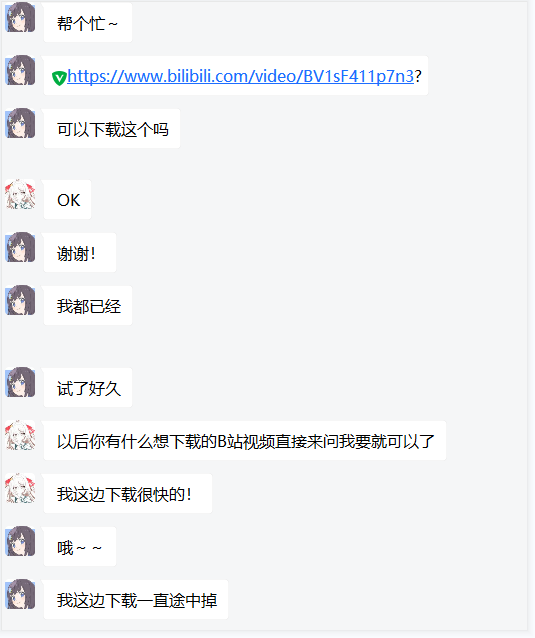 帮个忙~
https://www.bilibili.com/video/BV1sF411p7n3?
可以下载这个吗
OK
谢谢!
我都已经
试了好久
以后你有什么想下载的B站视频直接来问我要就可以了
我这边下载很快的!
哦~~
我这边下载一直途中掉